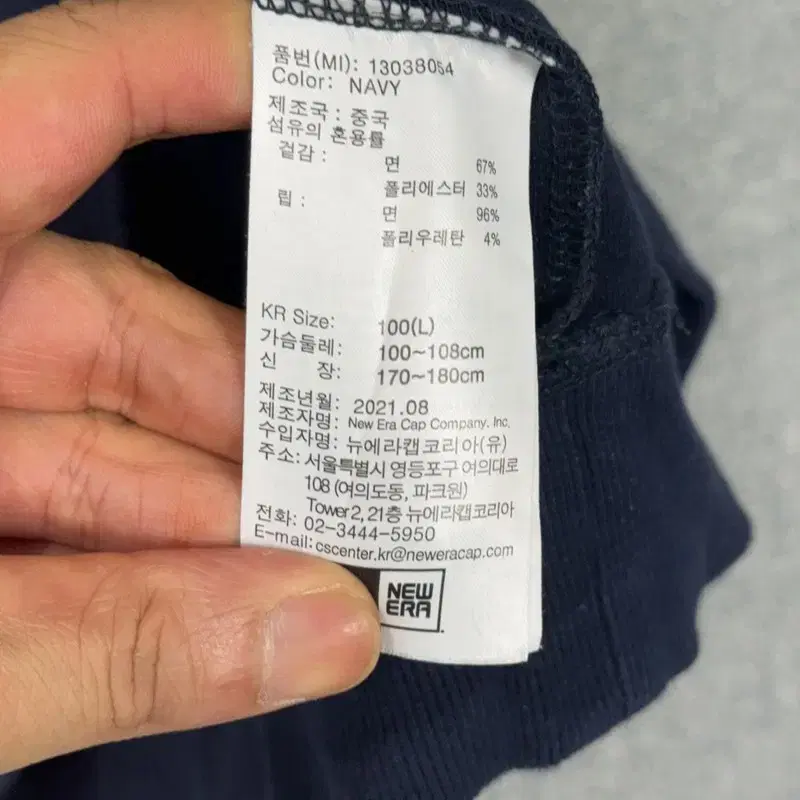 품번(MI): 13038054
Color: NAVY
제조국 : 중국
섬유의 혼용률
겉감 : 면 67%
폴리에스터 33%
립 : 면 96%
폴리우레탄 4%
KR Size: 100(L)
가슴둘레: 100~108cm
신 장: 170~180cm
제조년월: 2021.08
제조자명: New Era Cap Company. Inc.
수입자명: 뉴에라캡코리아(유)
주소: 서울특별시 영등포구 여의대로
108 (여의도동, 파크원)
Tower 2, 21층 뉴에라캡코리아
전화: 02-3444-5950
E-mail: cscenter.kr@neweracap.com
NEW
ERA